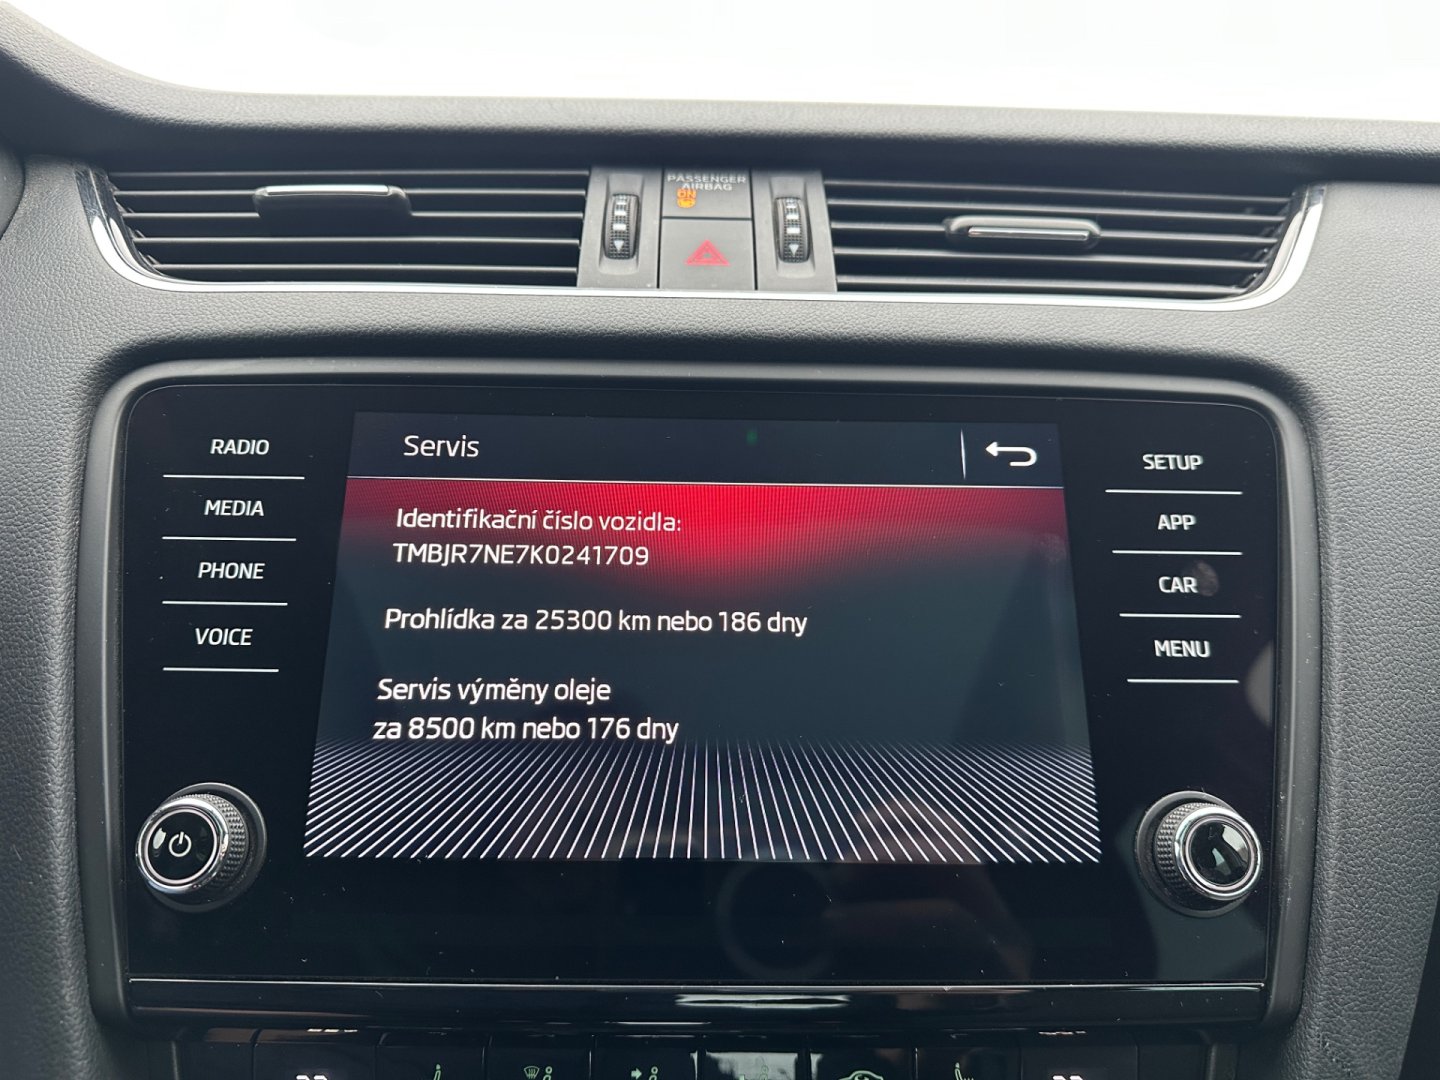 PASSENGER
AIRBAG
ON
RADIO
MEDIA
PHONE
VOICE
Servis
Identifikační číslo vozidla:
TMBJR7NE7K0241709
Prohlídka za 25300 km nebo 186 dny
Servis výměny oleje
za 8500 km nebo 176 dny
SETUP
APP
CAR
MENU